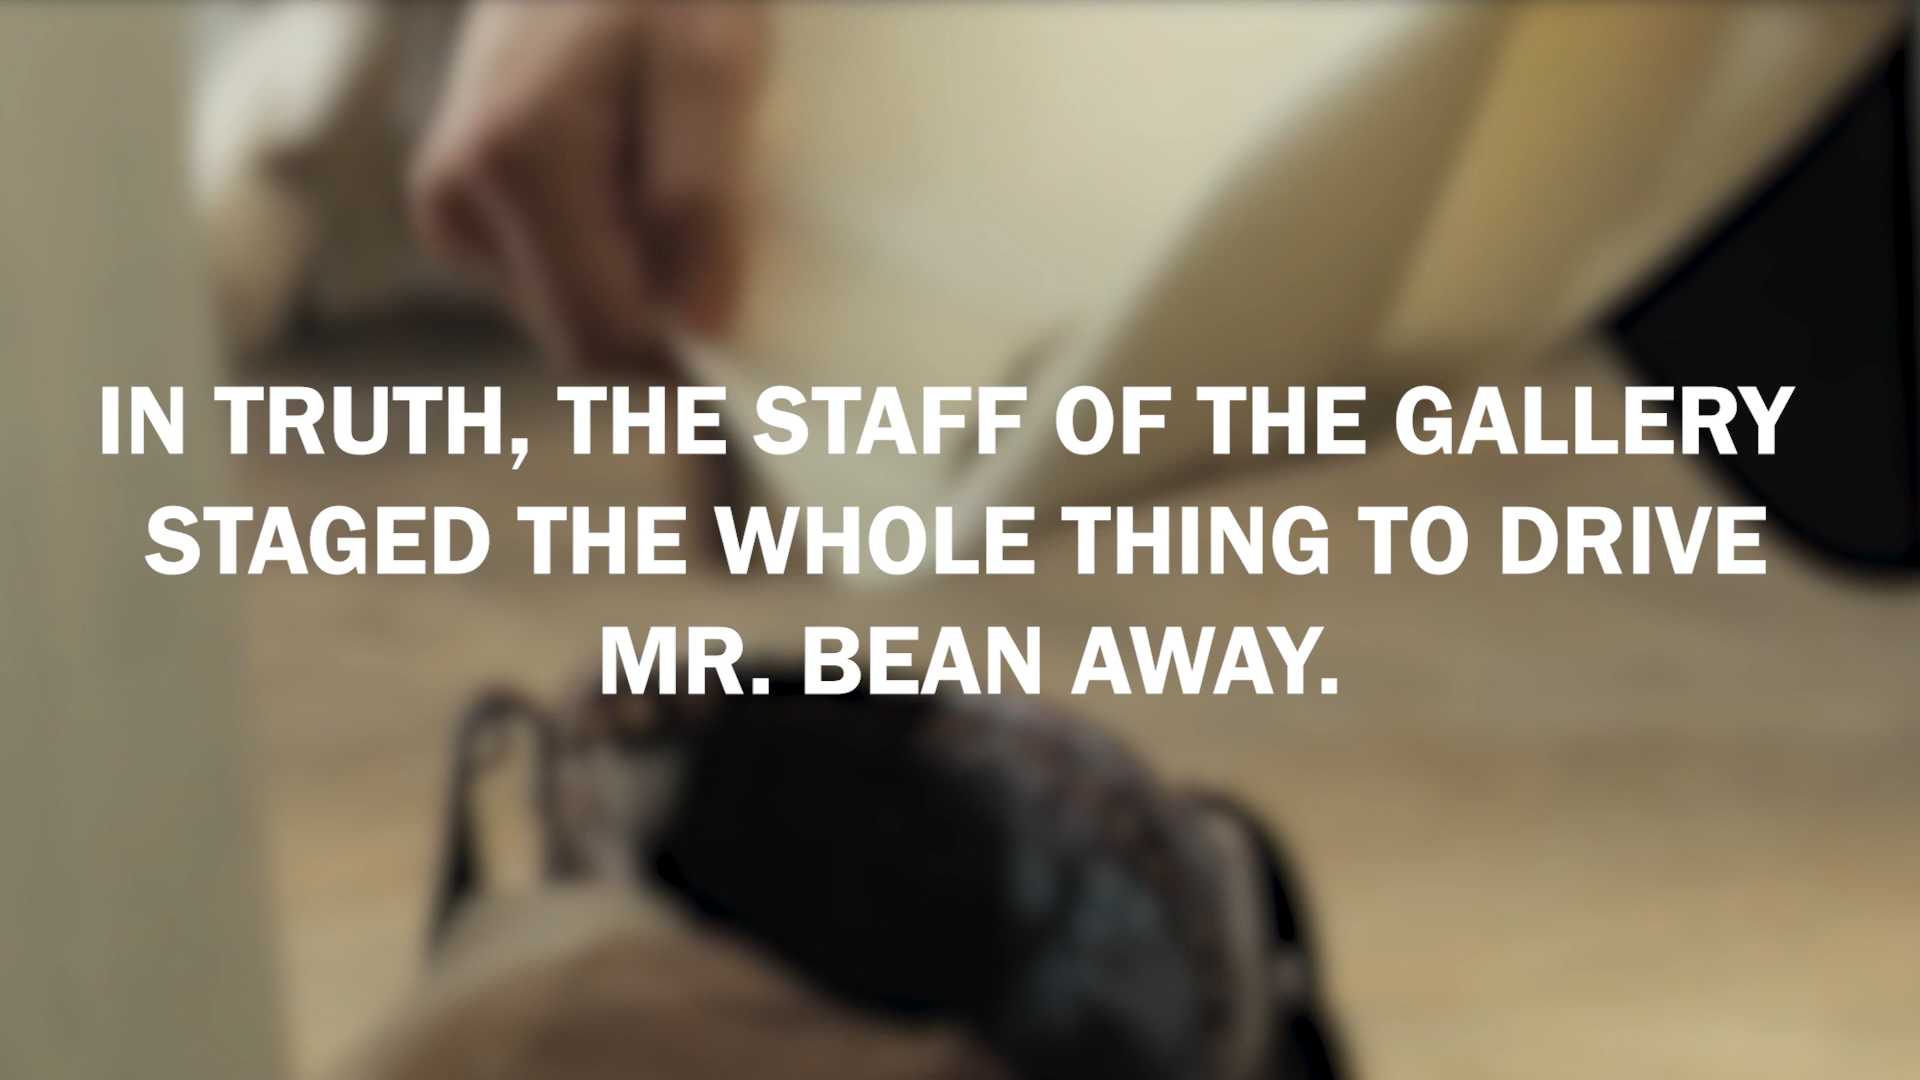 IN TRUTH, THE STAFF OF THE GALLERY
STAGED THE WHOLE THING TO DRIVE
MR. BEAN AWAY.